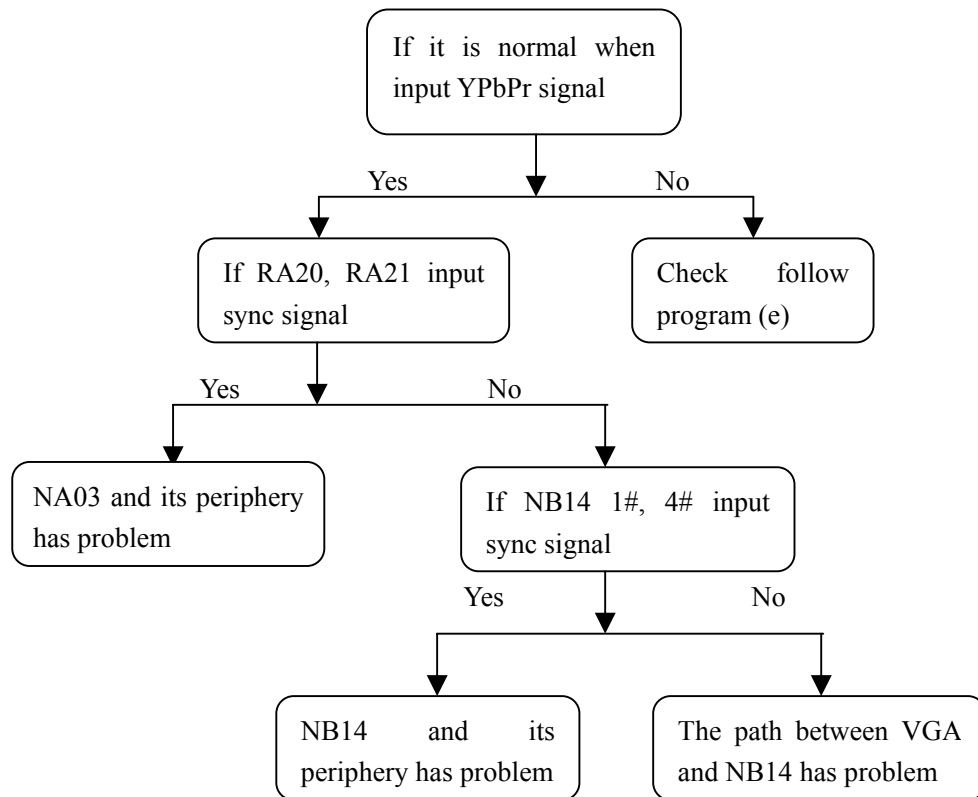 If it is normal when
input YPbPr signal
Yes
No
If RA20, RA21 input
sync signal
Check follow
program (e)
Yes
No
NA03 and its periphery
has problem
If NB14 1#, 4# input
sync signal
Yes
No
NB14 and its
periphery has problem
The path between VGA
and NB14 has problem